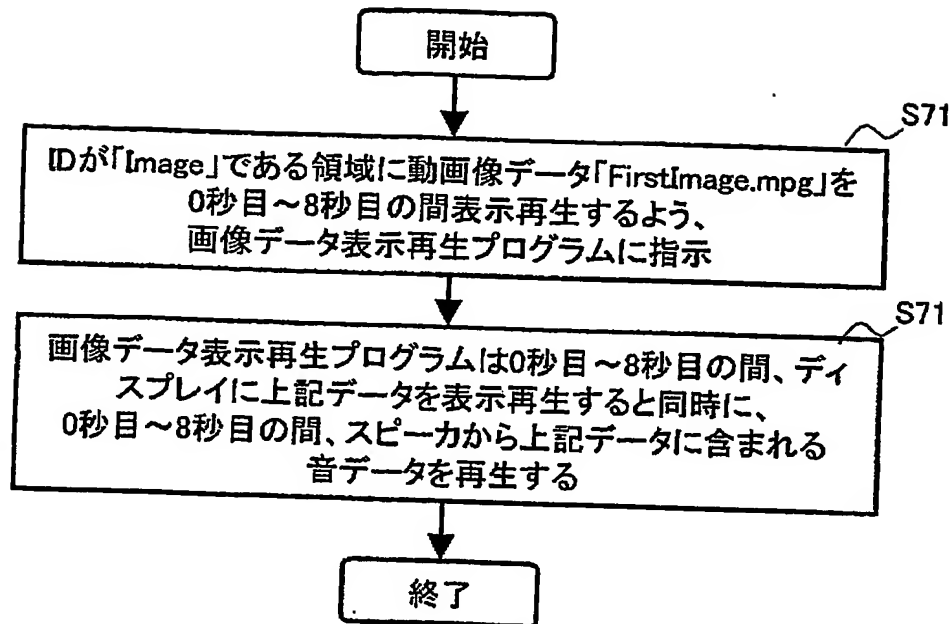 開始
S71
IDが「Image」である領域に動画像データ「FirstImage.mpg」を
0秒目～8秒目の間表示再生するよう、
画像データ表示再生プログラムに指示
S71
画像データ表示再生プログラムは0秒目～8秒目の間、ディ
スプレイに上記データを表示再生すると同時に、
0秒目～8秒目の間、スピーカから上記データに含まれる
音データを再生する
終了